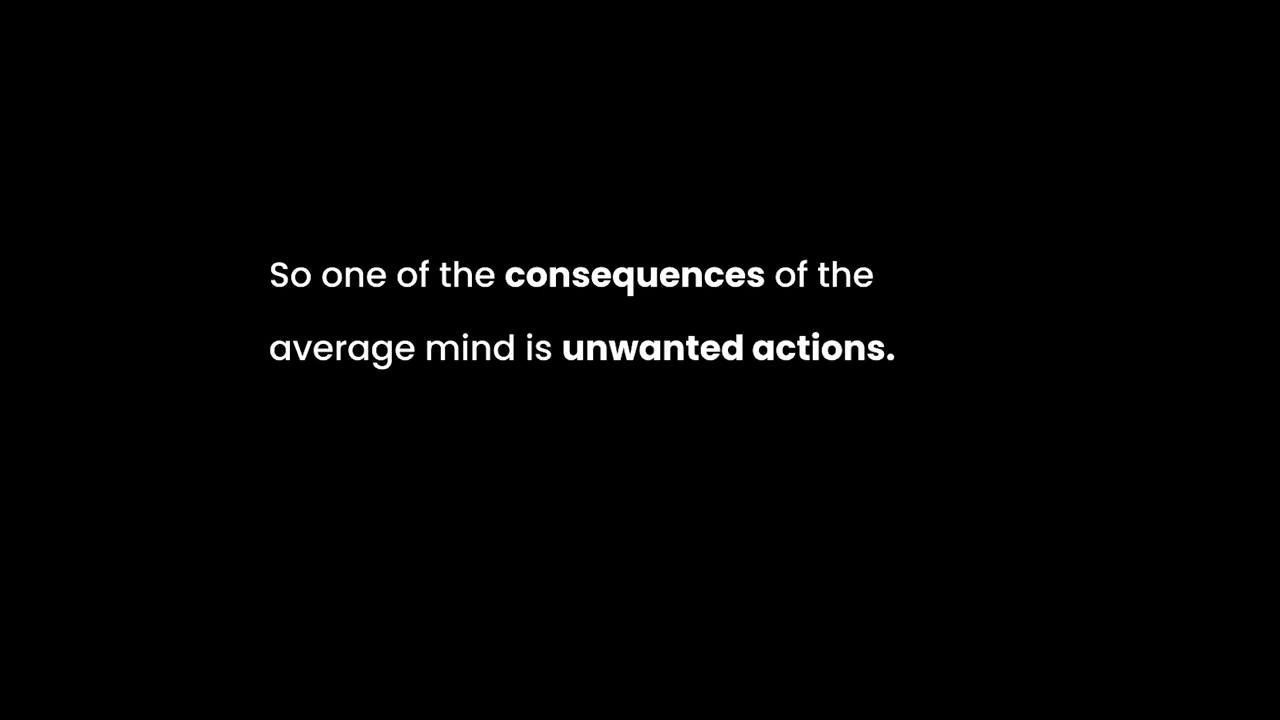 So one of the consequences of the
average mind is unwanted actions.